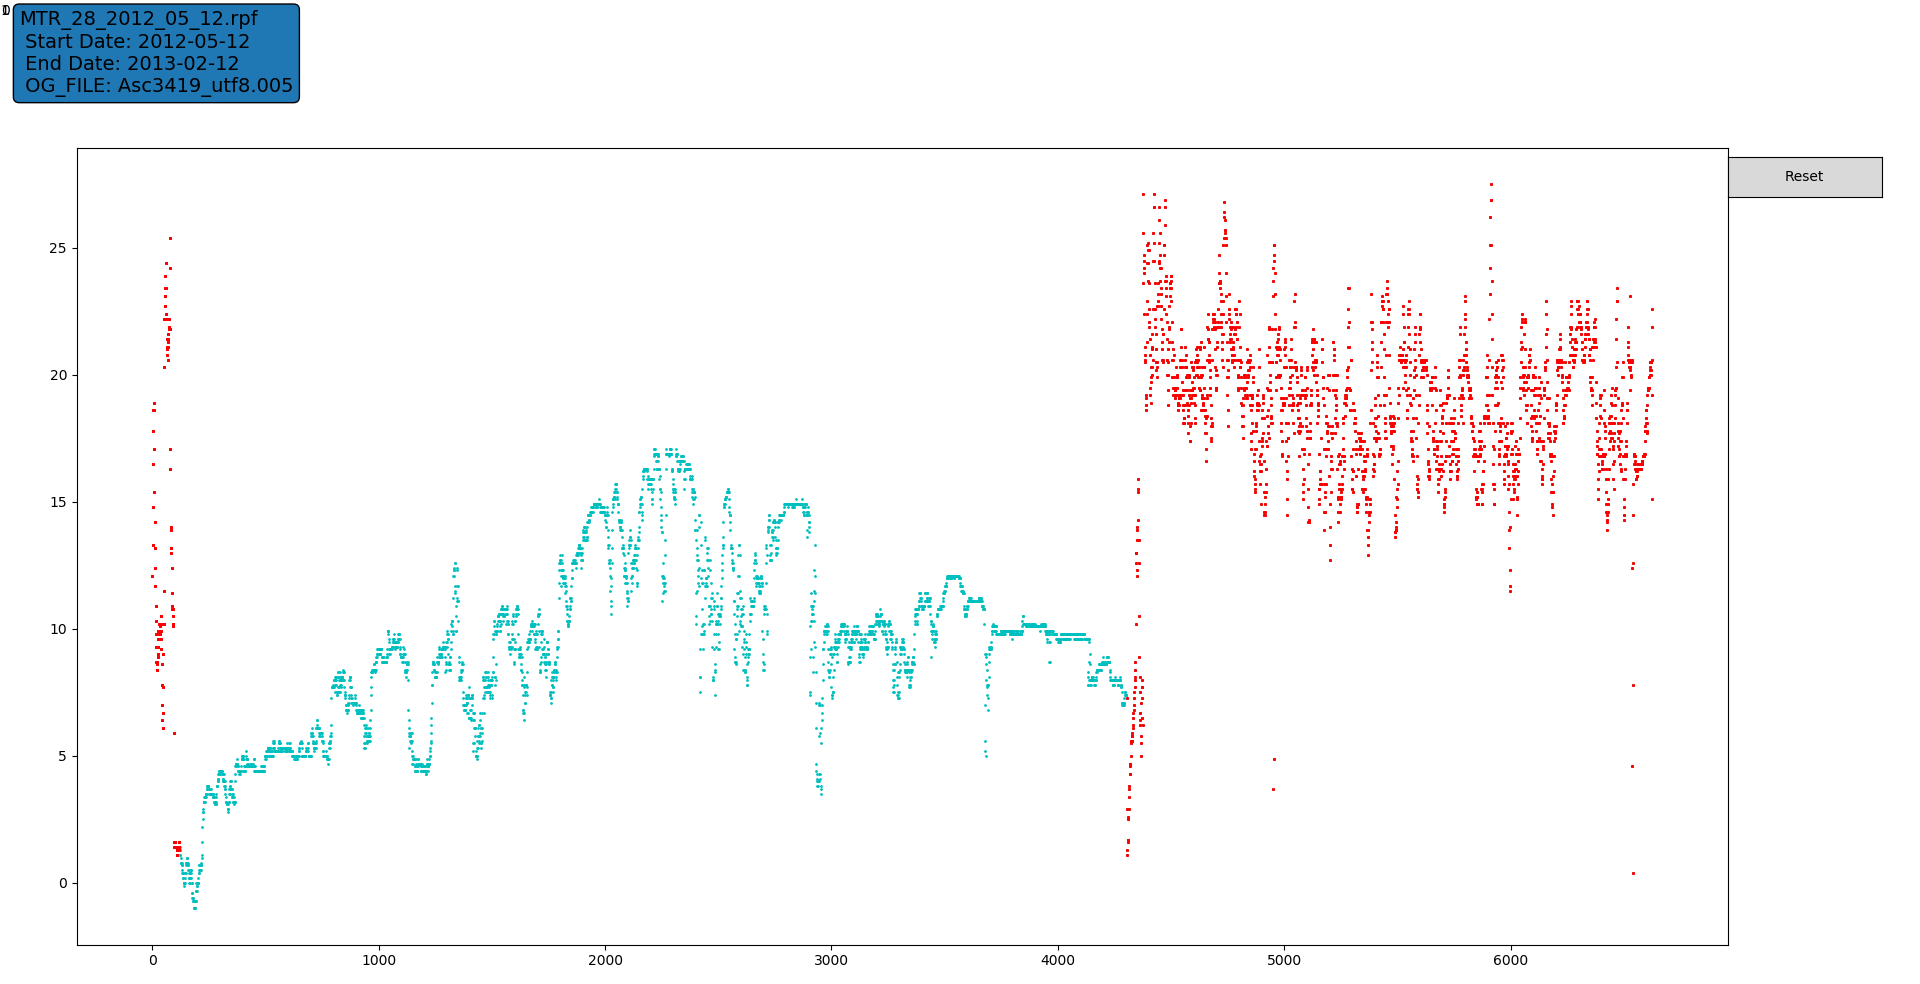 MTR_28_2012_05_12.rpf
Start Date: 2012-05-12
End Date: 2013-02-12
OG_FILE: Asc3419_utf8.005
Reset
25
20
15
10
5
0
0 1000 2000 3000 4000 5000 6000